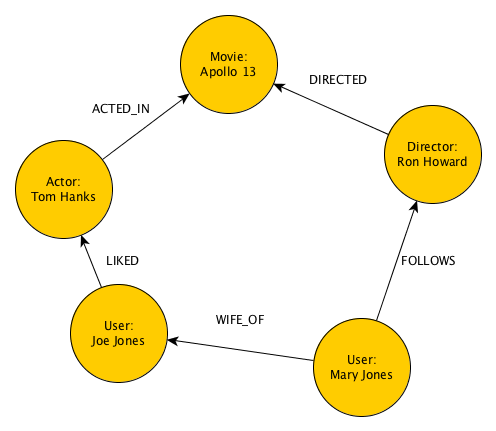 Movie:
Apollo 13
DIRECTED
ACTED_IN
Director:
Ron Howard
Actor:
Tom Hanks
LIKED
FOLLOWS
User:
Joe Jones
WIFE_OF
User:
Mary Jones